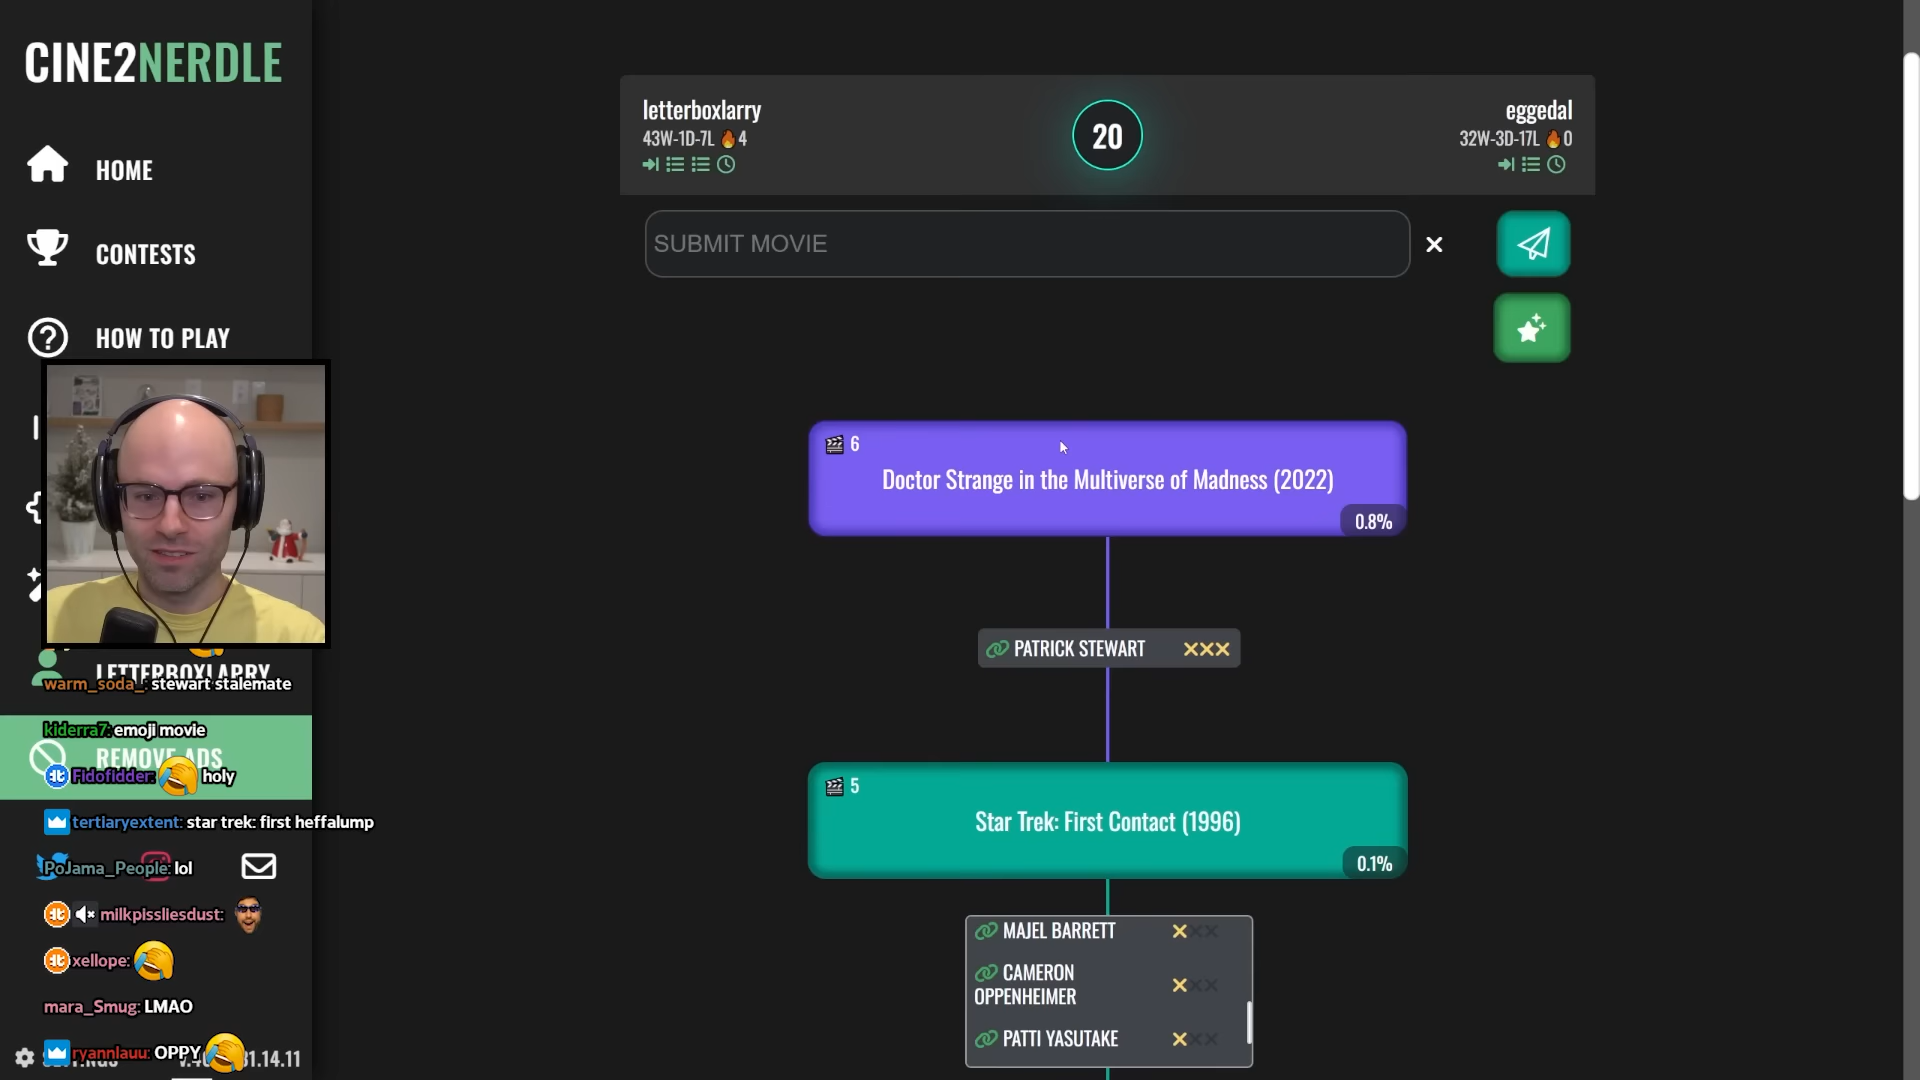 CINE2NERDLE
HOME
CONTESTS
HOW TO PLAY
LETTERBOXLARRY
REMOVE ADS
letterboxlarry
43W-1D-7L 🔥4
20
eggedal
32W-3D-17L 🔥0
SUBMIT MOVIE
6
Doctor Strange in the Multiverse of Madness (2022)
0.8%
PATRICK STEWART
5
Star Trek: First Contact (1996)
0.1%
MAJEL BARRETT
CAMERON
OPPENHEIMER
PATTI YASUTAKE
warm_soda_: stewart stalemate
kiderra7: emoji movie
Fidofidder: holy
tertiaryextent: star trek: first heffalump
PoJama_People: lol
milkpissliesdust:
xellope:
mara_Smug: LMAO
ryannlauu: OPPY